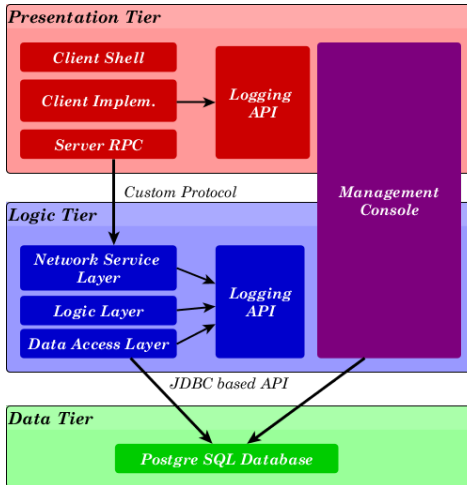 Presentation Tier
Client Shell
Client Implem.
Server RPC
Logging
API
Management
Console
Custom Protocol
Logic Tier
Network Service
Layer
Logic Layer
Data Access Layer
Logging
API
JDBC based API
Data Tier
Postgre SQL Database